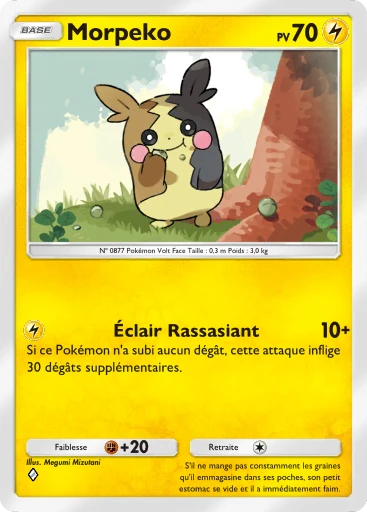 BASE Morpeko PV 70
N° 0877 Pokémon Volt Face Taille : 0,3 m Poids : 3,0 kg
Éclair Rassasiant 10+
Si ce Pokémon n'a subi aucun dégât, cette attaque inflige
30 dégâts supplémentaires.
Faiblesse +20 Retraite
Illus. Megumi Mizutani
S'il ne mange pas constamment les graines
qu'il emmagasine dans ses poches, son petit
estomac se vide et il a immédiatement faim.